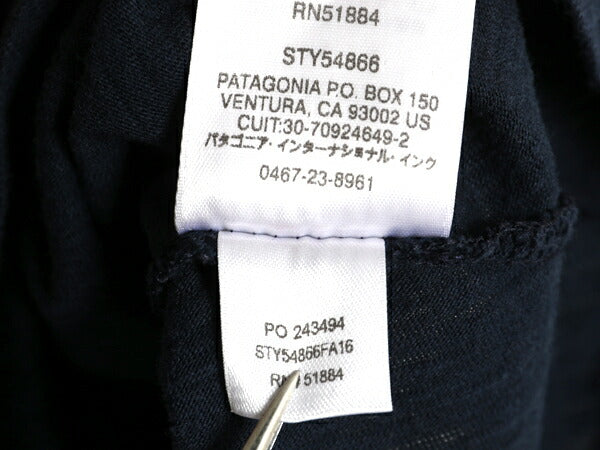 RN51884
STY54866
PATAGONIA P.O. BOX 150
VENTURA, CA 93002 US
CUIT:30-70924649-2
パタゴニア・インターナショナル・インク
0467-23-8961
PO 243494
STY54866FA16
RN 51884